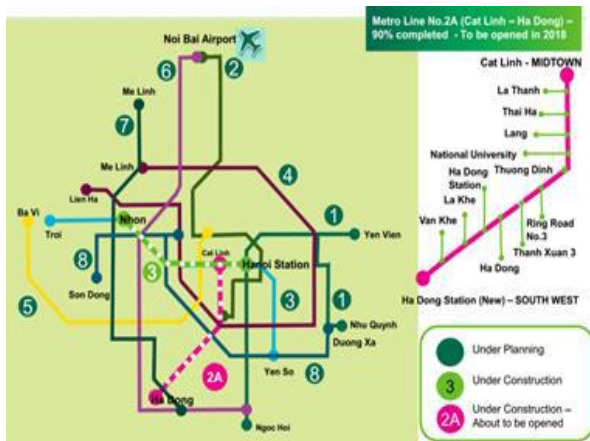 Metro Line No.2A (Cat Linh – Ha Dong) –
90% completed - To be opened in 2018
Noi Bai Airport
6
2
Me Linh
7
Me Linh
4
Lien Ha
Ba Vi
Troi
Nhon
Cat Linh
1
Yen Vien
8
3
Hanoi Station
Son Dong
5
3
1
Nhu Quynh
Duong Xa
2A
Yen So
8
Ha Dong
Ngoc Hoi
Cat Linh - MIDTOWN
La Thanh
Thai Ha
Lang
National University
Thuong Dinh
Ha Dong
Station
La Khe
Van Khe
Ring Road
No.3
Thanh Xuan 3
Ha Dong
Ha Dong Station (New) – SOUTH WEST
Under Planning
3
Under Construction
2A
Under Construction –
About to be opened